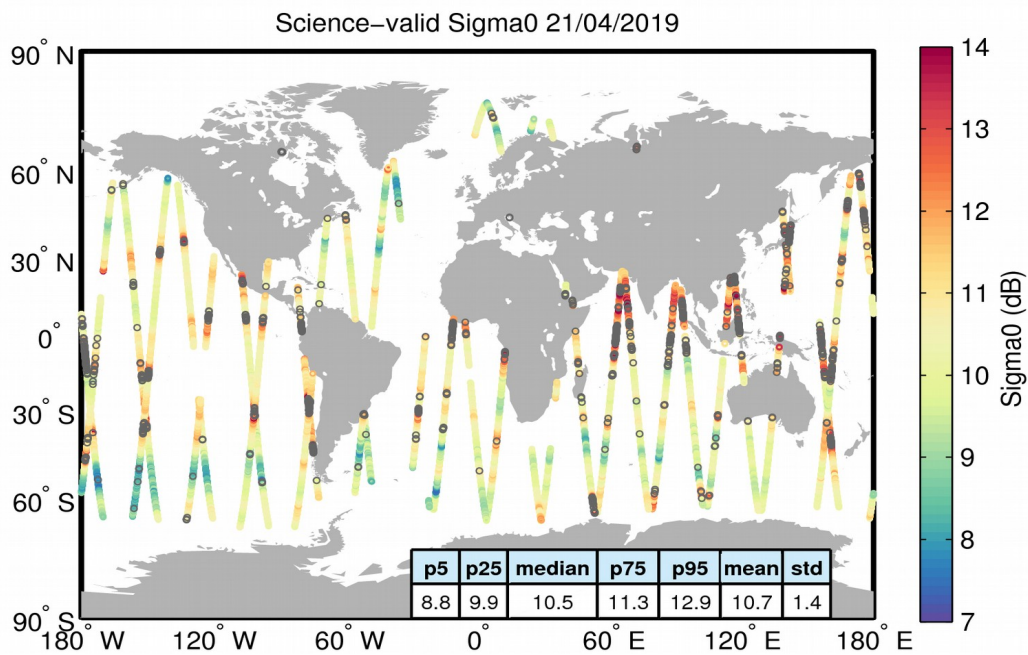 Science-valid Sigma0 21/04/2019
90° N
60° N
30° N
0°
30° S
60° S
90° S
180° W
120° W
60° W
0°
60° E
120° E
180° E
14
13
12
11
10
9
8
7
Sigma0 (dB)
p5 p25 median p75 p95 mean std
8.8 9.9 10.5 11.3 12.9 10.7 1.4